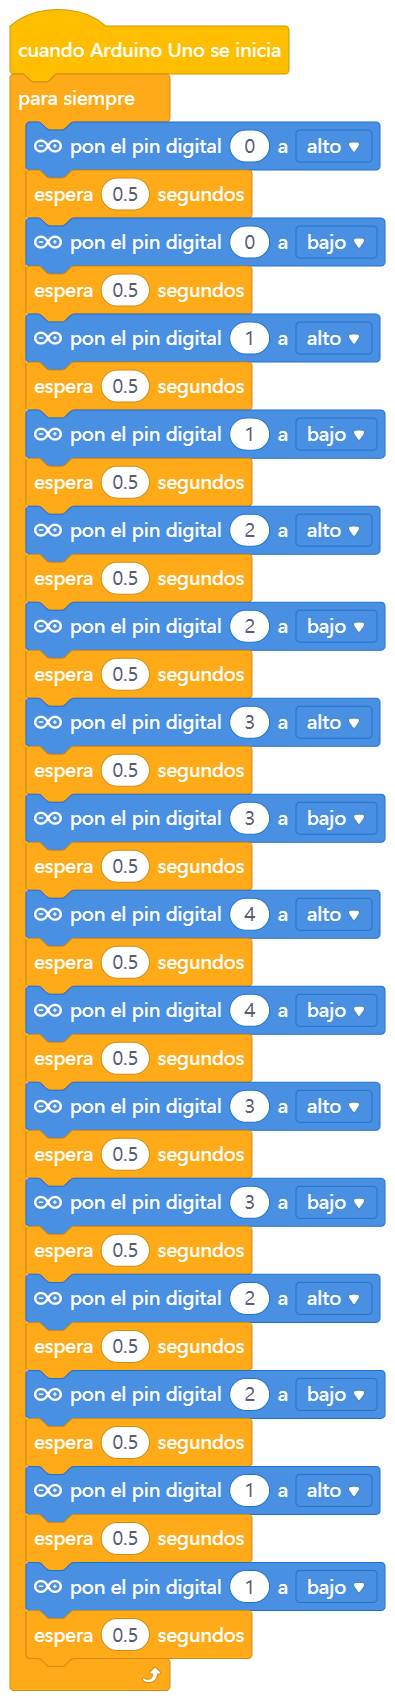 cuando Arduino Uno se inicia
para siempre
pon el pin digital 0 a alto
espera 0.5 segundos
pon el pin digital 0 a bajo
espera 0.5 segundos
pon el pin digital 1 a alto
espera 0.5 segundos
pon el pin digital 1 a bajo
espera 0.5 segundos
pon el pin digital 2 a alto
espera 0.5 segundos
pon el pin digital 2 a bajo
espera 0.5 segundos
pon el pin digital 3 a alto
espera 0.5 segundos
pon el pin digital 3 a bajo
espera 0.5 segundos
pon el pin digital 4 a alto
espera 0.5 segundos
pon el pin digital 4 a bajo
espera 0.5 segundos
pon el pin digital 3 a alto
espera 0.5 segundos
pon el pin digital 3 a bajo
espera 0.5 segundos
pon el pin digital 2 a alto
espera 0.5 segundos
pon el pin digital 2 a bajo
espera 0.5 segundos
pon el pin digital 1 a alto
espera 0.5 segundos
pon el pin digital 1 a bajo
espera 0.5 segundos